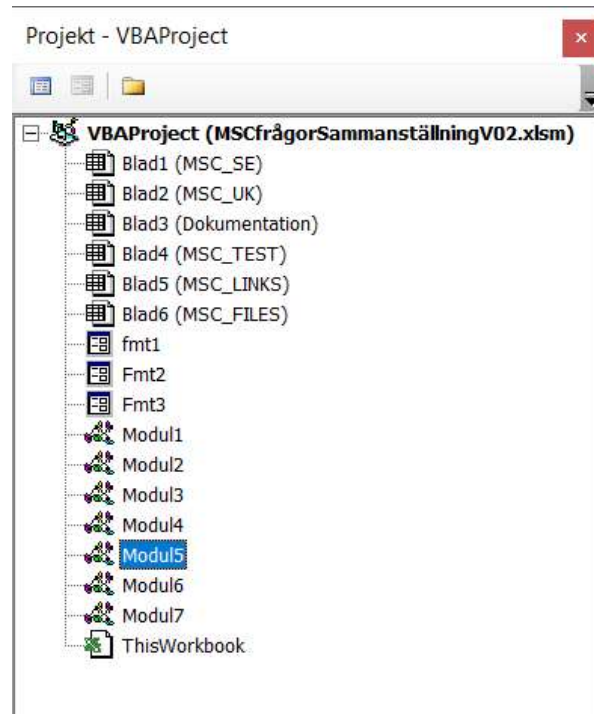 Projekt - VBAProject
VBAProject (MSCfrågorSammanställningV02.xlsm)
Blad1 (MSC_SE)
Blad2 (MSC_UK)
Blad3 (Dokumentation)
Blad4 (MSC_TEST)
Blad5 (MSC_LINKS)
Blad6 (MSC_FILES)
fmt1
Fmt2
Fmt3
Modul1
Modul2
Modul3
Modul4
Modul5
Modul6
Modul7
ThisWorkbook